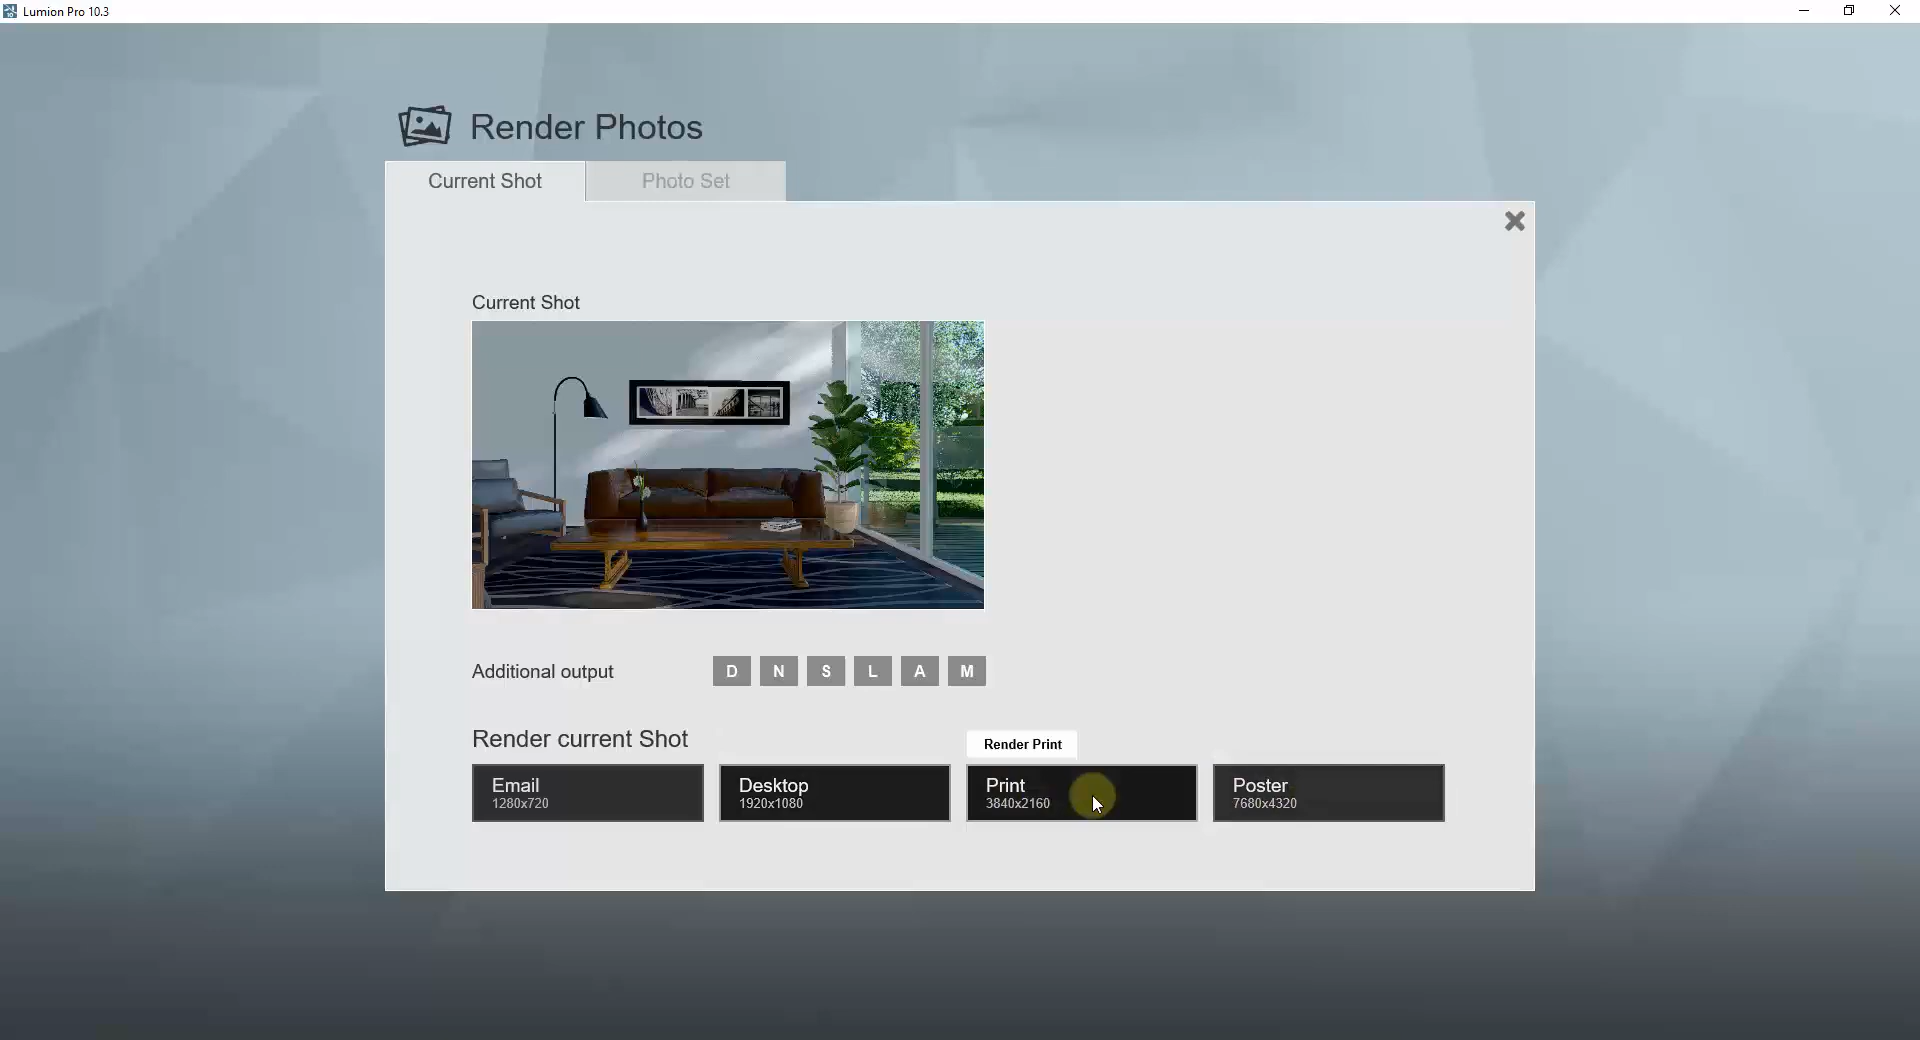 Lumion Pro 10.3
Render Photos
Current Shot
Photo Set
Current Shot
Additional output
D N S L A M
Render current Shot
Render Print
Email
1280x720
Desktop
1920x1080
Print
3840x2160
Poster
7680x4320